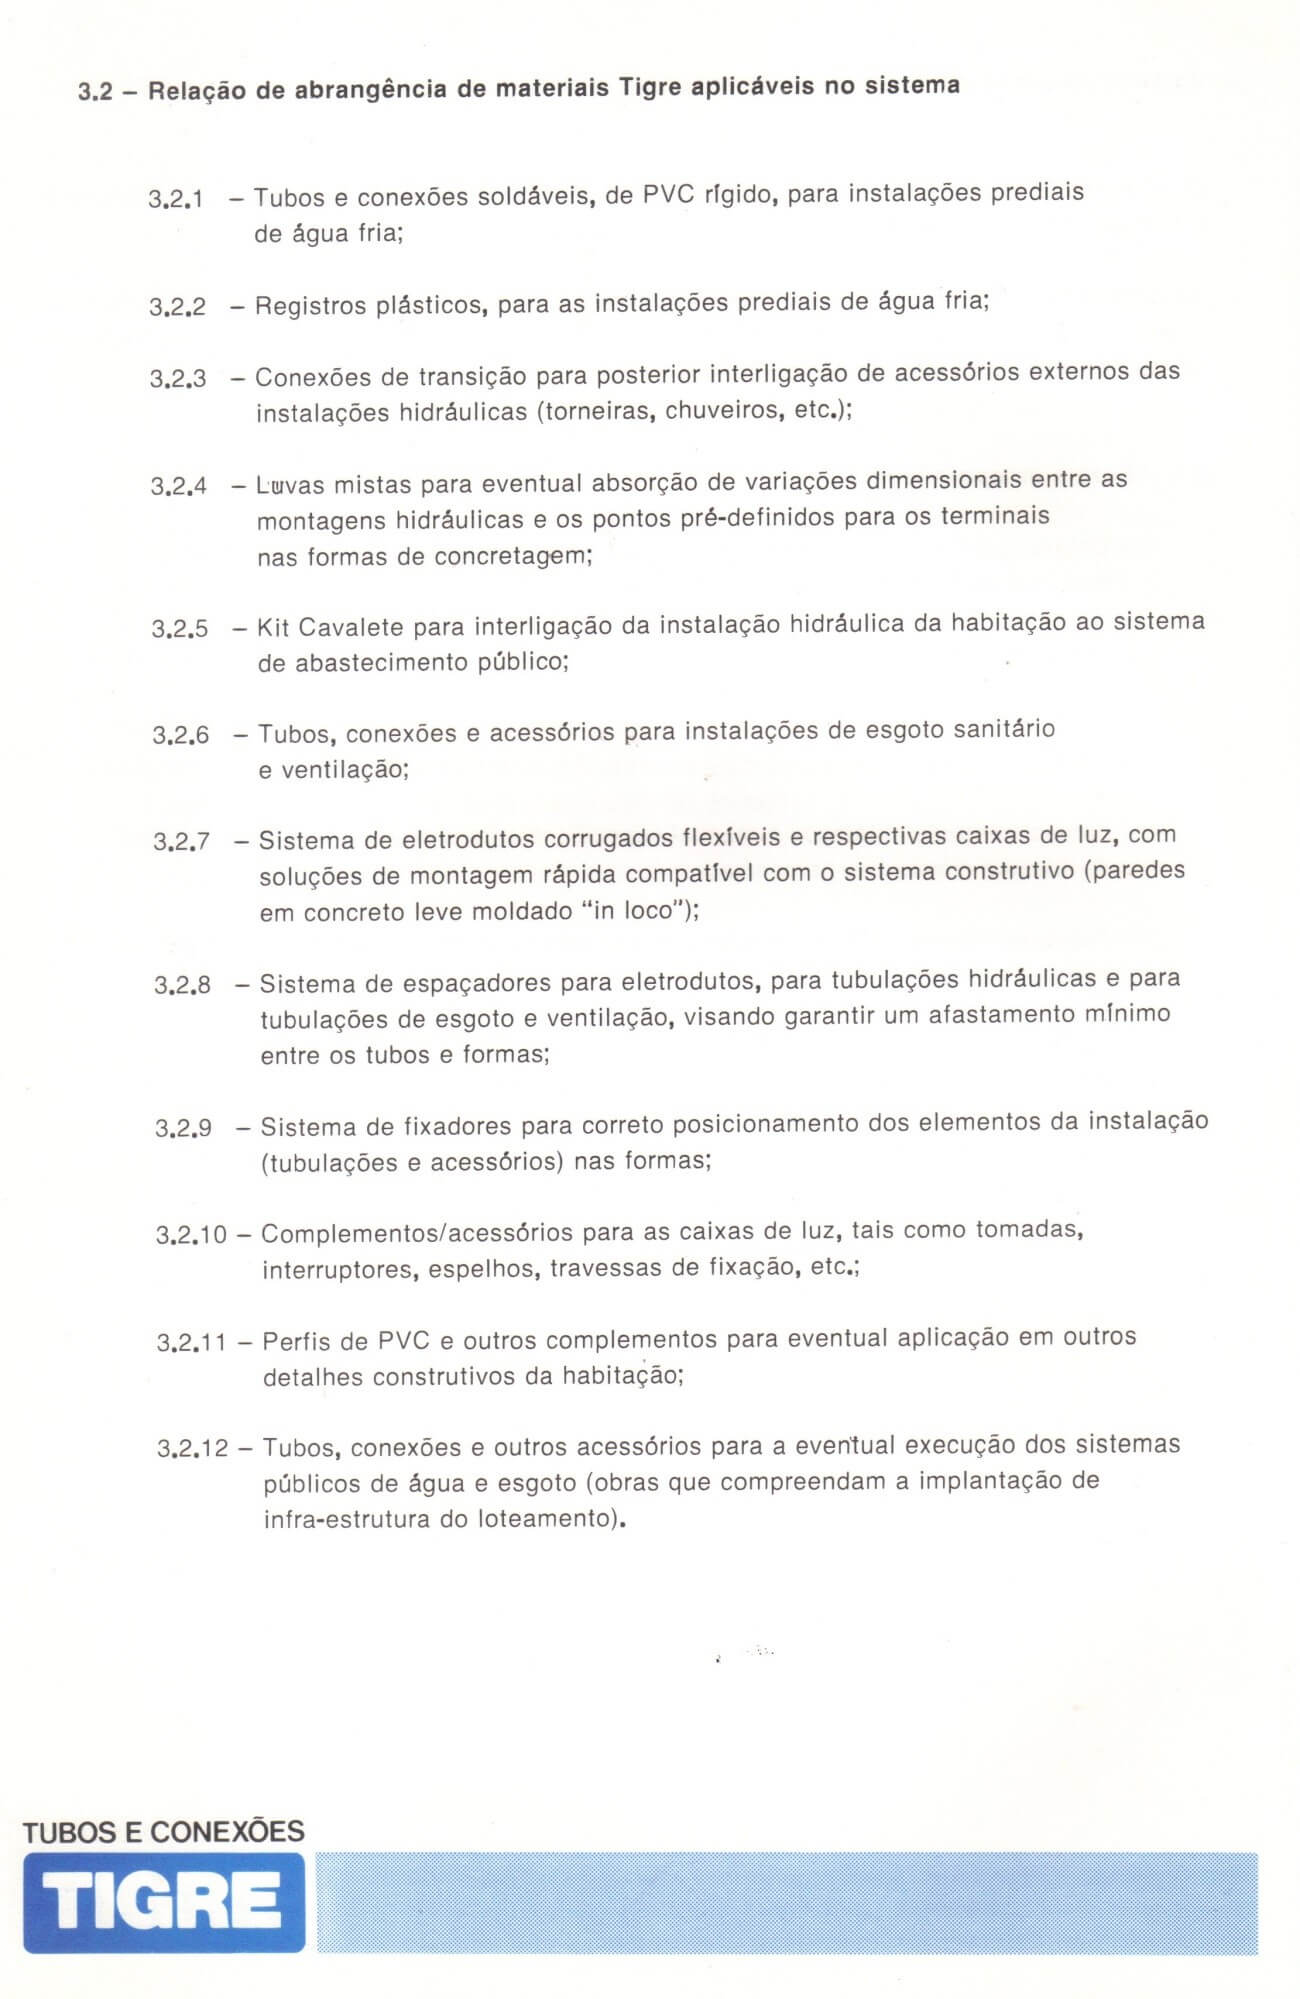 3.2 – Relação de abrangência de materiais Tigre aplicáveis no sistema
3.2.1 – Tubos e conexões soldáveis, de PVC rígido, para instalações prediais
de água fria;
3.2.2 – Registros plásticos, para as instalações prediais de água fria;
3.2.3 – Conexões de transição para posterior interligação de acessórios externos das
instalações hidráulicas (torneiras, chuveiros, etc.);
3.2.4 – Luvas mistas para eventual absorção de variações dimensionais entre as
montagens hidráulicas e os pontos pré-definidos para os terminais
nas formas de concretagem;
3.2.5 – Kit Cavalete para interligação da instalação hidráulica da habitação ao sistema
de abastecimento público;
3.2.6 – Tubos, conexões e acessórios para instalações de esgoto sanitário
e ventilação;
3.2.7 – Sistema de eletrodutos corrugados flexíveis e respectivas caixas de luz, com
soluções de montagem rápida compatível com o sistema construtivo (paredes
em concreto leve moldado “in loco”);
3.2.8 – Sistema de espaçadores para eletrodutos, para tubulações hidráulicas e para
tubulações de esgoto e ventilação, visando garantir um afastamento mínimo
entre os tubos e formas;
3.2.9 – Sistema de fixadores para correto posicionamento dos elementos da instalação
(tubulações e acessórios) nas formas;
3.2.10 – Complementos/acessórios para as caixas de luz, tais como tomadas,
interruptores, espelhos, travessas de fixação, etc.;
3.2.11 – Perfis de PVC e outros complementos para eventual aplicação em outros
detalhes construtivos da habitação;
3.2.12 – Tubos, conexões e outros acessórios para a eventual execução dos sistemas
públicos de água e esgoto (obras que compreendam a implantação de
infra-estrutura do loteamento).
TUBOS E CONEXÕES
TIGRE